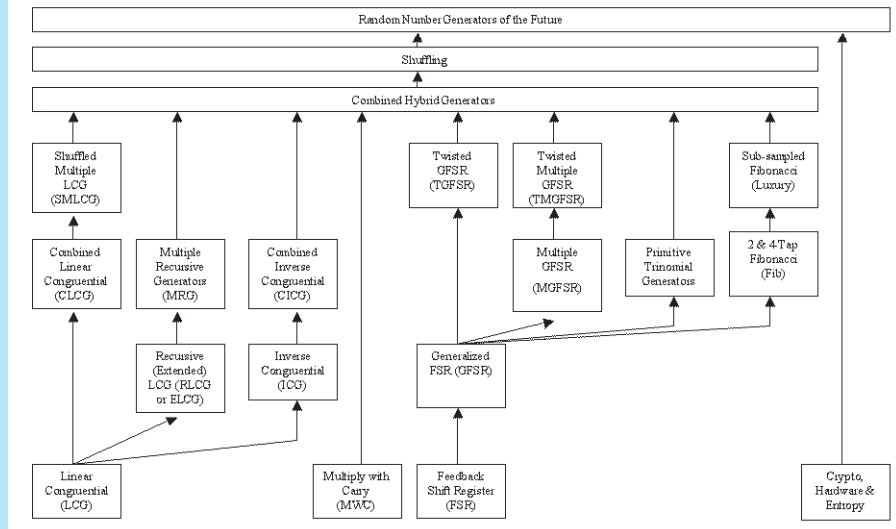 Random Number Generators of the Future
Shuffling
Combined Hybrid Generators
Shuffled
Multiple
LCG
(SMLCG)
Twisted
GFSR
(TGFSR)
Twisted
Multiple
GFSR
(TMGFSR)
Sub-sampled
Fibonacci
(Luxury)
Combined
Linear
Congruential
(CLCG)
Multiple
Recursive
Generators
(MRG)
Combined
Inverse
Congruential
(CICG)
Multiple
GFSR
(MGFSR)
Primitive
Trinomial
Generators
2 & 4 Tap
Fibonacci
(Fib)
Recursive
(Extended)
LCG (RLCG
or ELCG)
Inverse
Congruential
(ICG)
Generalized
FSR (GFSR)
Linear
Congruential
(LCG)
Multiply with
Carry
(MWC)
Feedback
Shift Register
(FSR)
Crypto,
Hardware &
Entropy